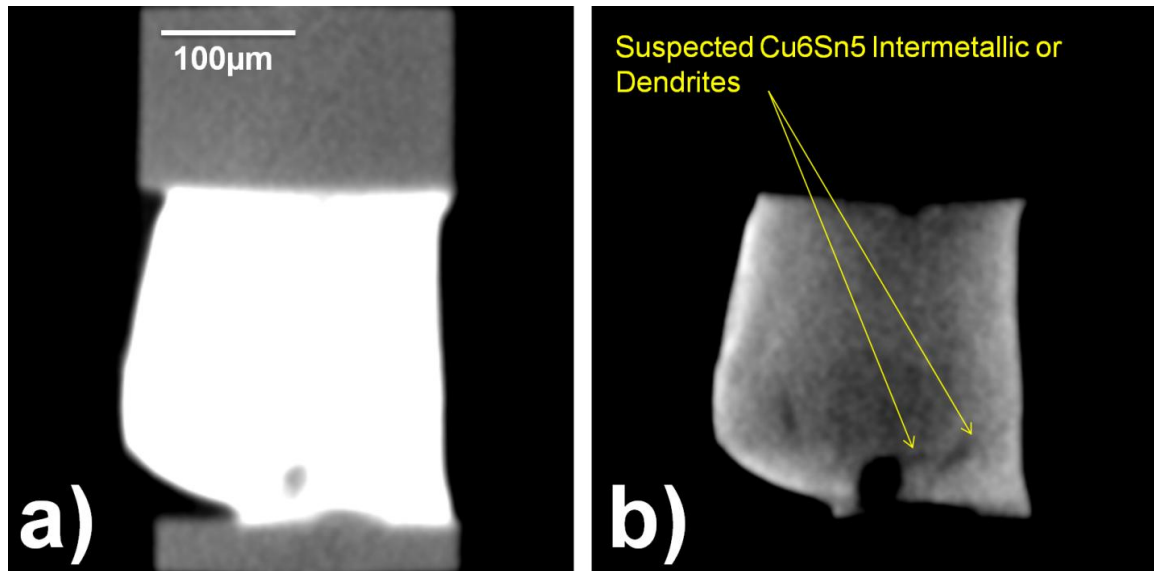 100μm
a)
Suspected Cu6Sn5 Intermetallic or
Dendrites
b)